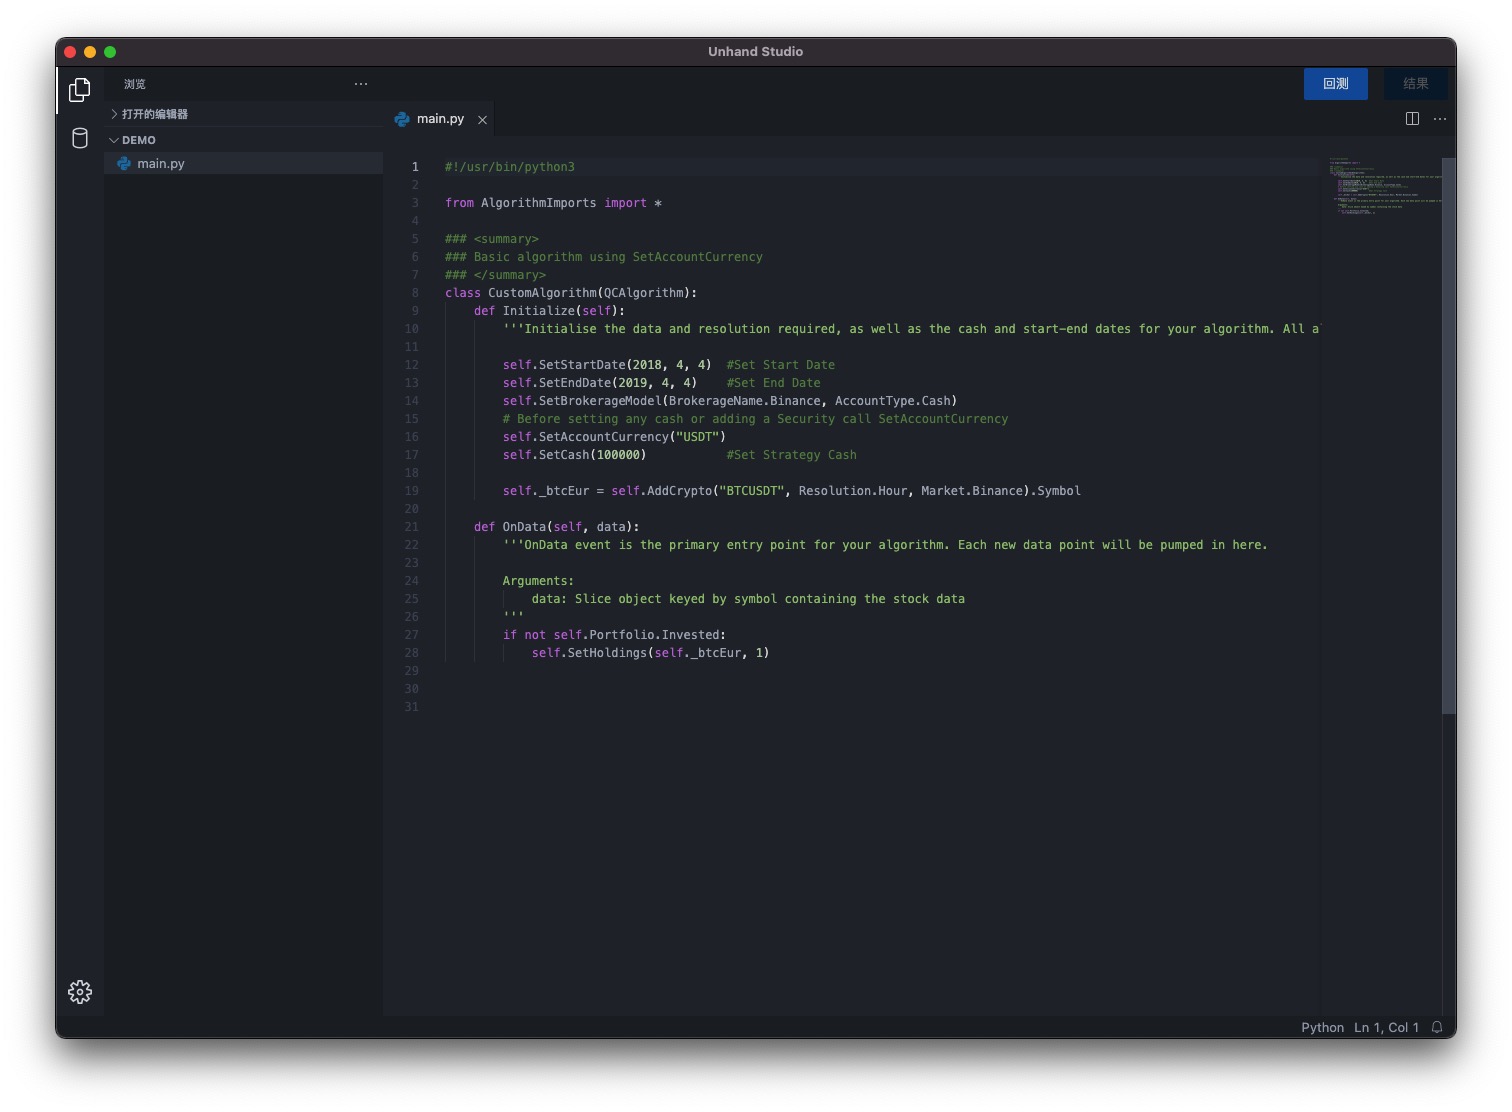 Unhand Studio
浏览
回测
结果
打开的编辑器
DEMO
main.py
main.py
1 #!/usr/bin/python3
2
3 from AlgorithmImports import *
4
5 ### <summary>
6 ### Basic algorithm using SetAccountCurrency
7 ### </summary>
8 class CustomAlgorithm(QCAlgorithm):
9 def Initialize(self):
10 '''Initialise the data and resolution required, as well as the cash and start-end dates for your algorithm. All a
11
12 self.SetStartDate(2018, 4, 4)  #Set Start Date
13 self.SetEndDate(2019, 4, 4)    #Set End Date
14 self.SetBrokerageModel(BrokerageName.Binance, AccountType.Cash)
15 # Before setting any cash or adding a Security call SetAccountCurrency
16 self.SetAccountCurrency("USDT")
17 self.SetCash(100000)           #Set Strategy Cash
18
19 self._btcEur = self.AddCrypto("BTCUSDT", Resolution.Hour, Market.Binance).Symbol
20
21 def OnData(self, data):
22 '''OnData event is the primary entry point for your algorithm. Each new data point will be pumped in here.
23
24 Arguments:
25 data: Slice object keyed by symbol containing the stock data
26 '''
27 if not self.Portfolio.Invested:
28 self.SetHoldings(self._btcEur, 1)
29
30
31
Python Ln 1, Col 1